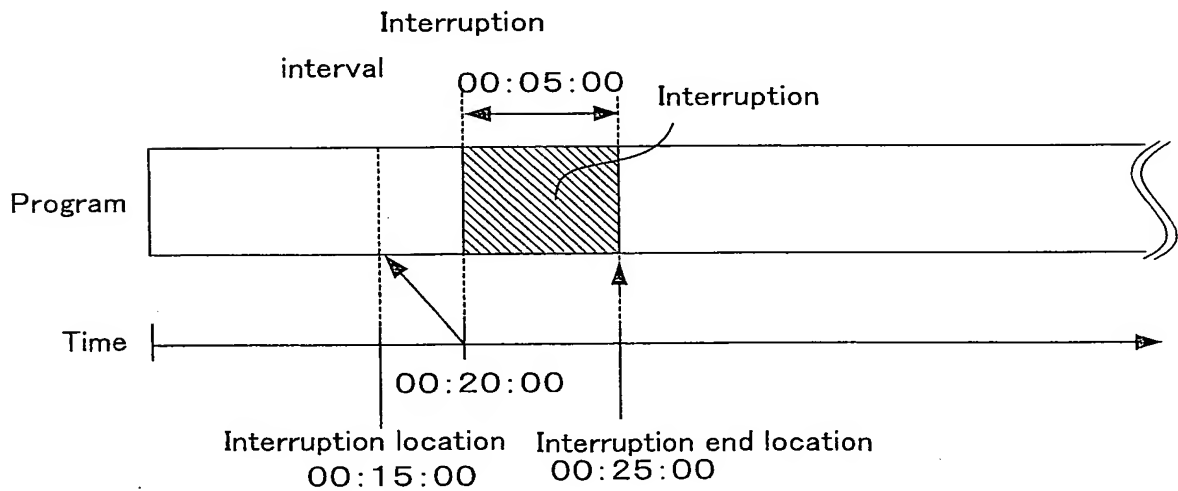 Interruption
interval
00:05:00
Interruption
Program
Time
00:20:00
Interruption location
00:15:00
Interruption end location
00:25:00